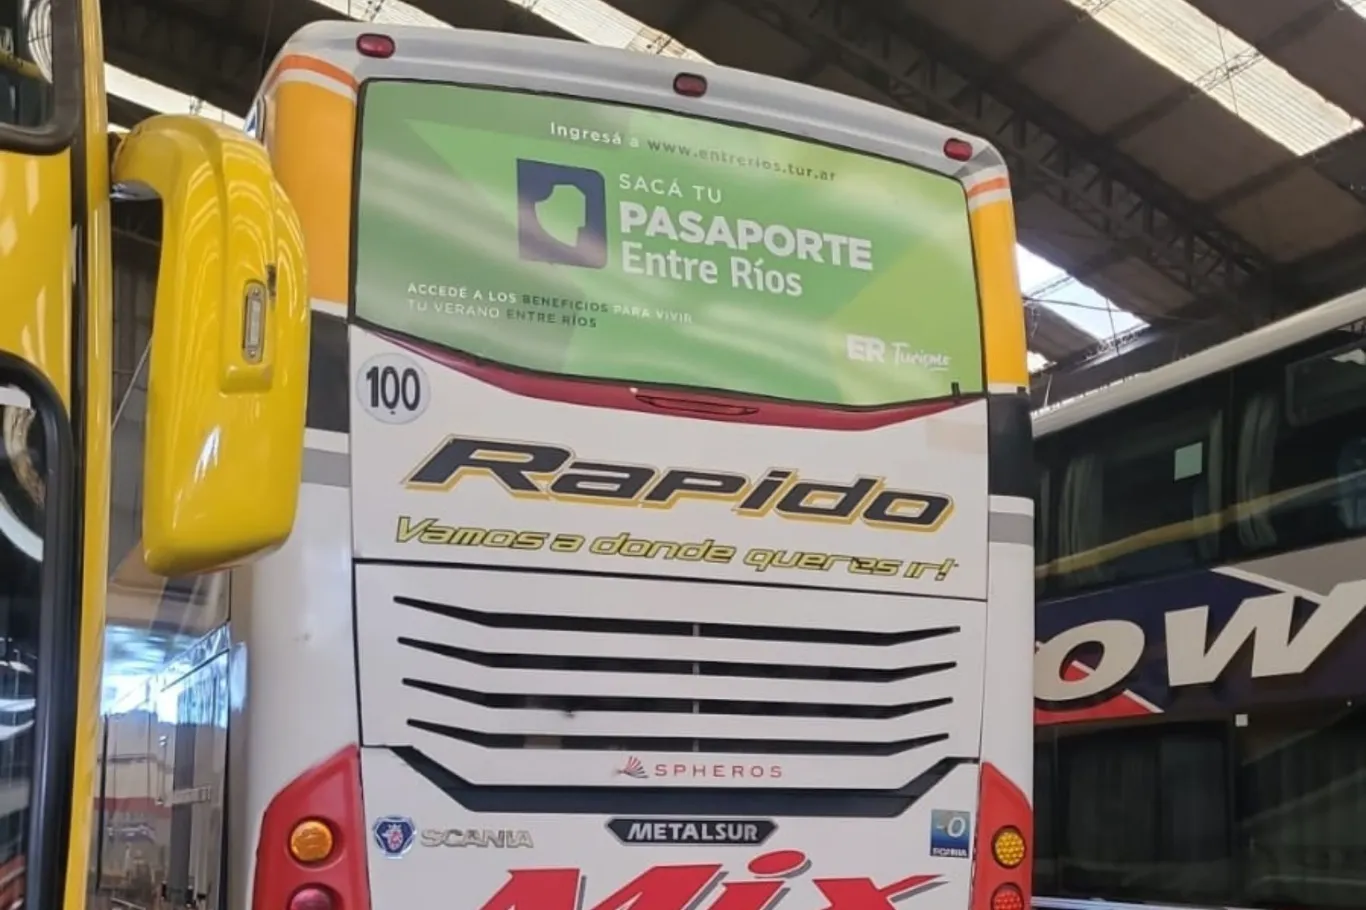 Ingresá a www.entrerios.tur.ar
SACÁ TU
PASAPORTE
Entre Ríos
ACCEDÉ A LOS BENEFICIOS PARA VIVIR
TU VERANO ENTRE RÍOS
ER Turismo
100
Rapido
Vamos a donde queres ir!
SPHEROS
SCANIA
METALSUR
Mix
OW